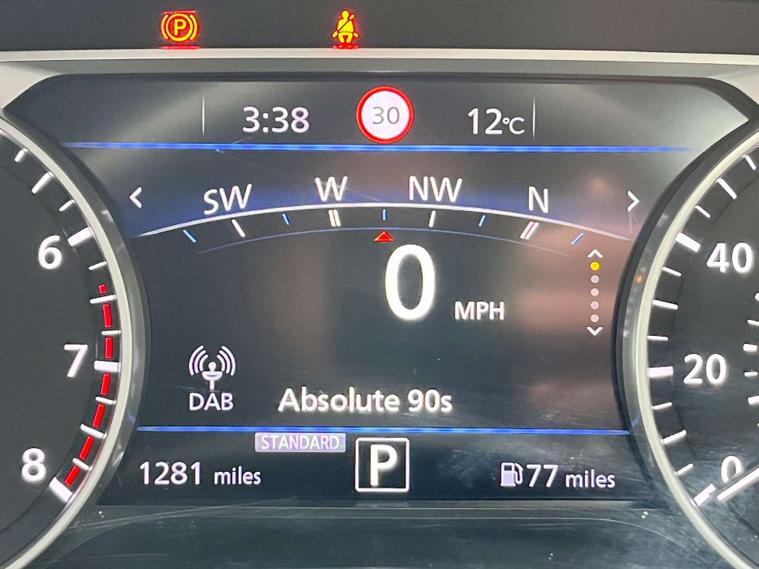 P
3:38 30 12°C
SW W NW N
0 MPH
6
7
8
40
20
0
DAB
Absolute 90s
STANDARD
1281 miles P 77 miles